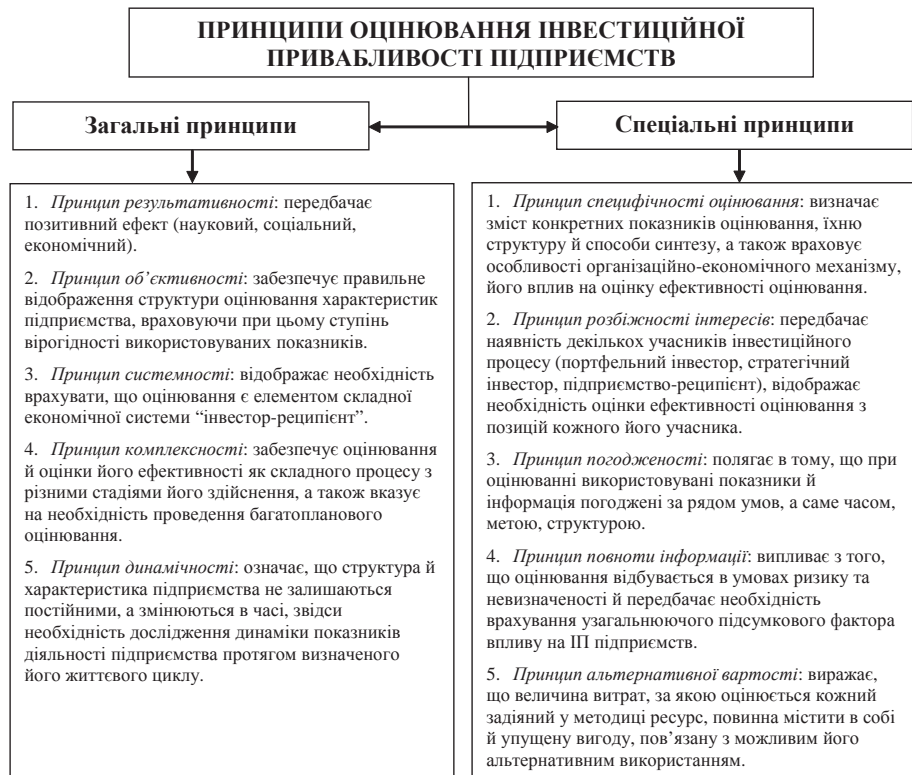 ПРИНЦИПИ ОЦІНЮВАННЯ ІНВЕСТИЦІЙНОЇ
ПРИВАБЛИВОСТІ ПІДПРИЄМСТВ
Загальні принципи
Спеціальні принципи
1. Принцип результативності: передбачає
позитивний ефект (науковий, соціальний,
економічний).
2. Принцип об’єктивності: забезпечує правильне
відображення структури оцінювання характеристик
підприємства, враховуючи при цьому ступінь
вірогідності використовуваних показників.
3. Принцип системності: відображає необхідність
врахувати, що оцінювання є елементом складної
економічної системи “інвестор-реципієнт”.
4. Принцип комплексності: забезпечує оцінювання
й оцінки його ефективності як складного процесу з
різними стадіями його здійснення, а також вказує
на необхідність проведення багатопланового
оцінювання.
5. Принцип динамічності: означає, що структура й
характеристика підприємства не залишаються
постійними, а змінюються в часі, звідси
необхідність дослідження динаміки показників
діяльності підприємства протягом визначеного
його життєвого циклу.
1. Принцип специфічності оцінювання: визначає
зміст конкретних показників оцінювання, їхню
структуру й способи синтезу, а також враховує
особливості організаційно-економічного механізму,
його вплив на оцінку ефективності оцінювання.
2. Принцип розбіжності інтересів: передбачає
наявність декількох учасників інвестиційного
процесу (портфельний інвестор, стратегічний
інвестор, підприємство-реципієнт), відображає
необхідність оцінки ефективності оцінювання з
позицій кожного його учасника.
3. Принцип погодженості: полягає в тому, що при
оцінюванні використовувані показники й
інформація погоджені за рядом умов, а саме часом,
метою, структурою.
4. Принцип повноти інформації: випливає з того,
що оцінювання відбувається в умовах ризику та
невизначеності й передбачає необхідність
врахування узагальнюючого підсумкового фактора
впливу на ІП підприємств.
5. Принцип альтернативної вартості: виражає,
що величина витрат, за якою оцінюється кожний
задіяний у методиці ресурс, повинна містити в собі
й упущену вигоду, пов’язану з можливим його
альтернативним використанням.